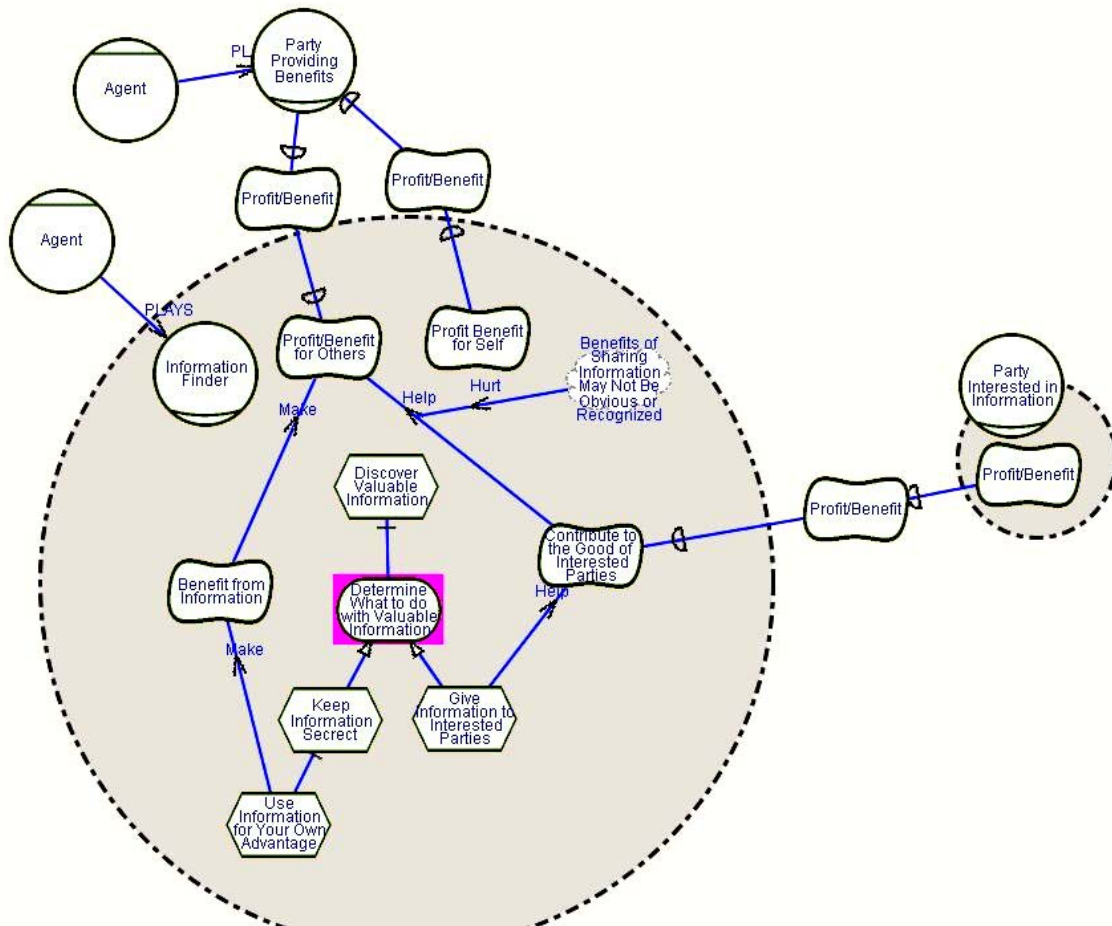 Party
Providing
Benefits
PL
Agent
Profit/Benefit
Profit/Benefit
Agent
PLAYS
Information
Finder
Profit/Benefit
for Others
Profit Benefit
for Self
Benefits of
Sharing
Information
May Not Be
Obvious or
Recognized
Hurt
Help
Make
Party
Interested in
Information
Profit/Benefit
Profit/Benefit
Discover
Valuable
Information
Contribute to
the Good of
Interested
Parties
Help
Benefit from
Information
Determine
What to do
with Valuable
Information
Make
Keep
Information
Secrect
Give
Information to
Interested
Parties
Use
Information
for Your Own
Advantage